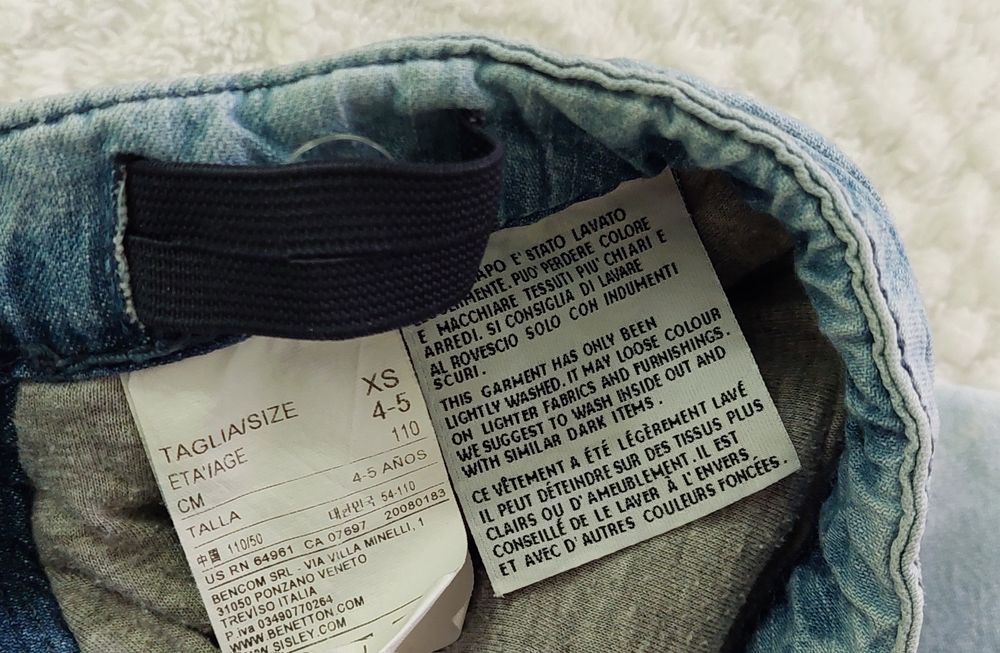 TAGLIA/SIZE XS
ETA'/AGE 4-5
CM 110
TALLA 4-5 AÑOS
中国 110/50 대한민국 54-110
US RN 64961 CA 07697 20080183
BENCOM SRL . VIA VILLA MINELLI, 1
31050 PONZANO VENETO
TREVISO ITALIA
P.iva 03490770264
WWW.BENETTON.COM
WWW.SISLEY.COM
E' STATO LAVATO
PUO' PERDERE COLORE
E MACCHIARE TESSUTI PIU' CHIARI E
ARREDI. SI CONSIGLIA DI LAVARE
AL ROVESCIO SOLO CON INDUMENTI
SCURI .
THIS GARMENT HAS ONLY BEEN
LIGHTLY WASHED. IT MAY LOOSE COLOUR
ON LIGHTER FABRICS AND FURNISHINGS.
WE SUGGEST TO WASH INSIDE OUT AND
WITH SIMILAR DARK ITEMS .
CE VÊTEMENT A ÉTÉ LÉGÈREMENT LAVÉ
IL PEUT DÉTEINDRE SUR DES TISSUS PLUS
CLAIRS OU D' AMEUBLEMENT. IL EST
CONSEILLÉ DE LE LAVER À L' ENVERS
ET AVEC D' AUTRES COULEURS FONCÉES.